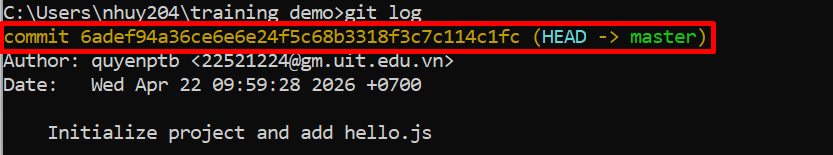 C:\Users\nhuy204\training demo>git log
commit 6adef94a36ce6e6e24f5c68b3318f3c7c114c1fc (HEAD -> master)
Author: quyenptb <22521224@gm.uit.edu.vn>
Date:   Wed Apr 22 09:59:28 2026 +0700
    Initialize project and add hello.js